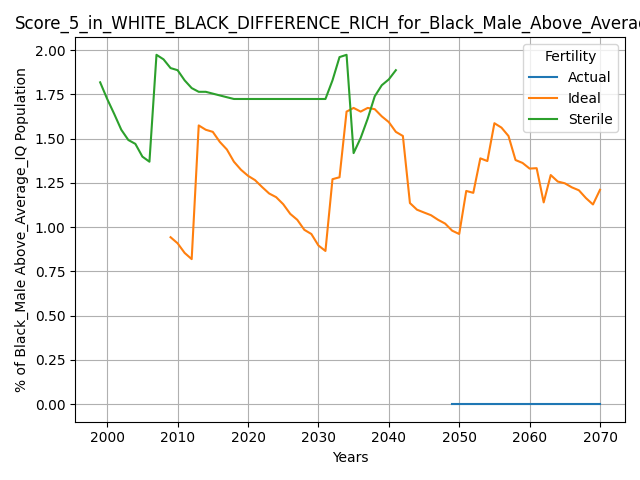 Score_5_in_WHITE_BLACK_DIFFERENCE_RICH_for_Black_Male_Above_Avera
% of Black_Male Above_Average_IQ Population
2.00
1.75
1.50
1.25
1.00
0.75
0.50
0.25
0.00
Fertility
Actual
Ideal
Sterile
2000 2010 2020 2030 2040 2050 2060 2070
Years